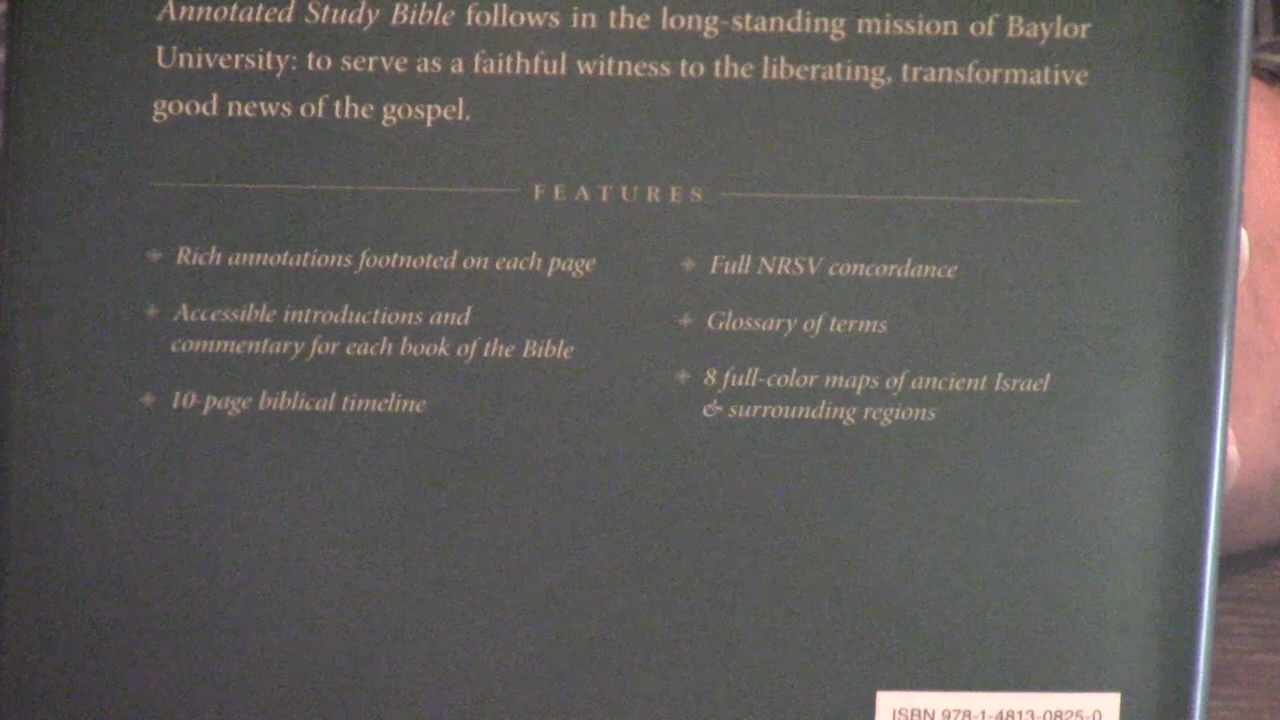 Annotated Study Bible follows in the long-standing mission of Baylor
University: to serve as a faithful witness to the liberating, transformative
good news of the gospel.
FEATURES
Rich annotations footnoted on each page
Accessible introductions and
commentary for each book of the Bible
10-page biblical timeline
Full NRSV concordance
Glossary of terms
8 full-color maps of ancient Israel
& surrounding regions
ISBN 978-1-4813-0825-0